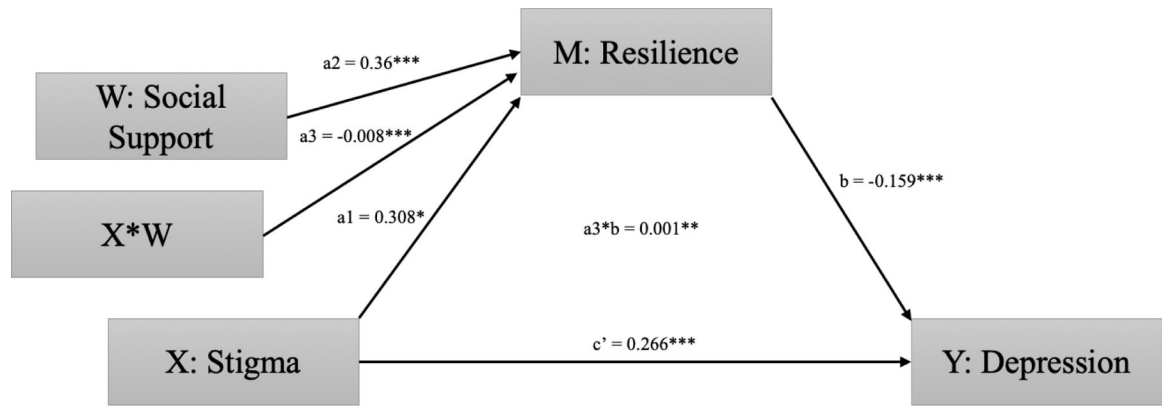 M: Resilience
a2 = 0.36***
W: Social
Support
a3 = -0.008***
b = -0.159***
X*W
a1 = 0.308*
a3*b = 0.001**
c’ = 0.266***
X: Stigma
Y: Depression